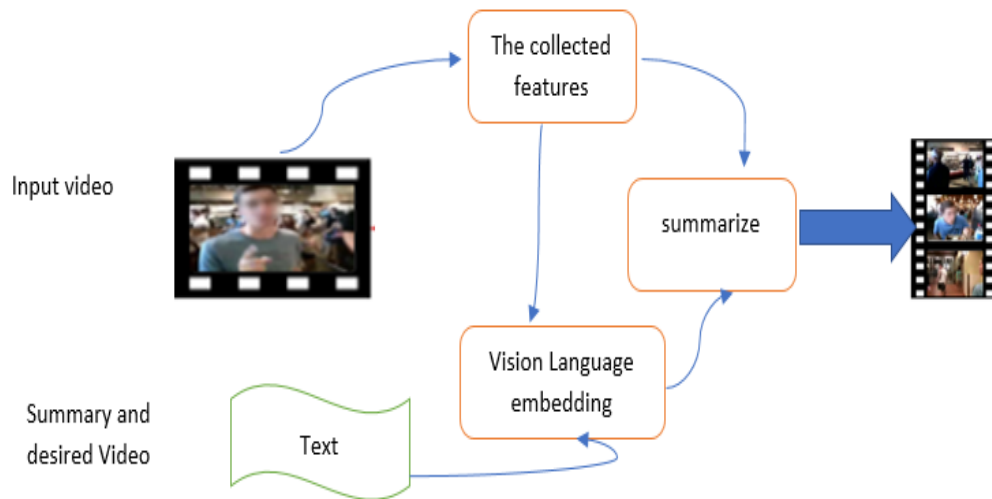 The collected
features
Input video
summarize
Vision Language
embedding
Summary and
desired Video
Text